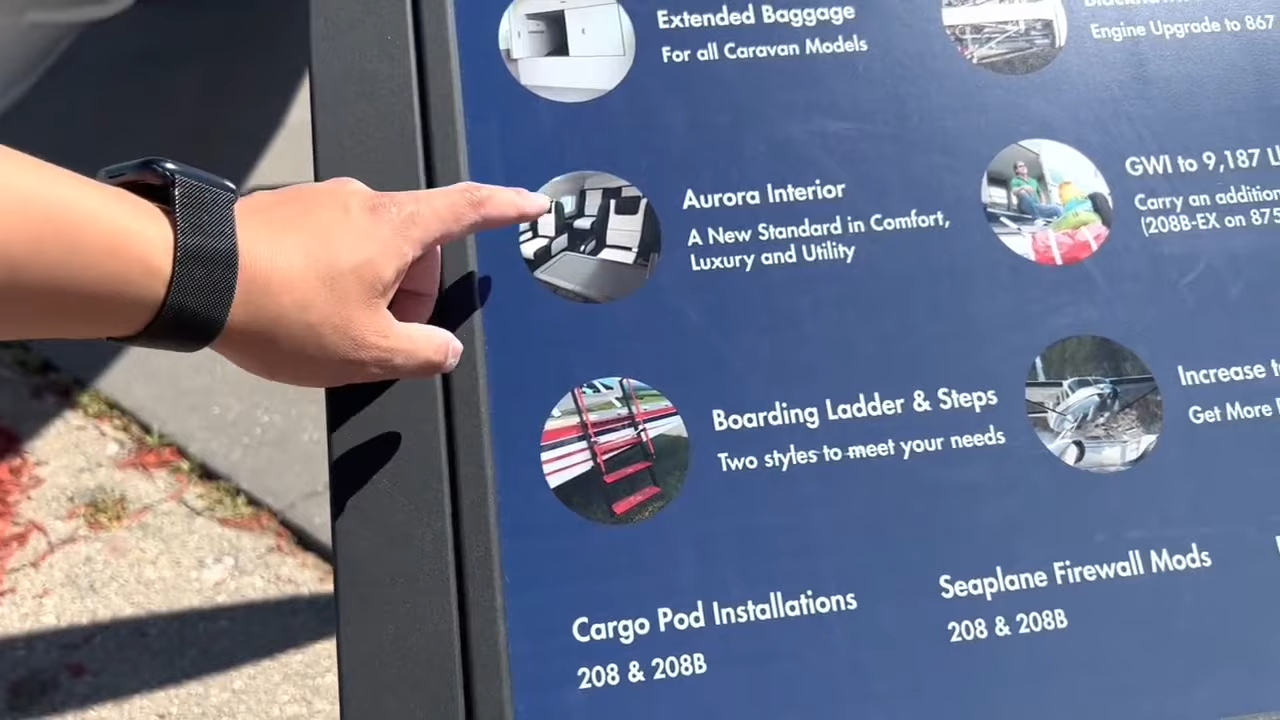 Extended Baggage
For all Caravan Models
Engine Upgrade to 867
Aurora Interior
A New Standard in Comfort,
Luxury and Utility
GWI to 9,187
Carry an
(208B-EX on 875
Boarding Ladder & Steps
Two styles to meet your needs
Increase
Get More
Cargo Pod Installations
208 & 208B
Seaplane Firewall Mods
208 & 208B